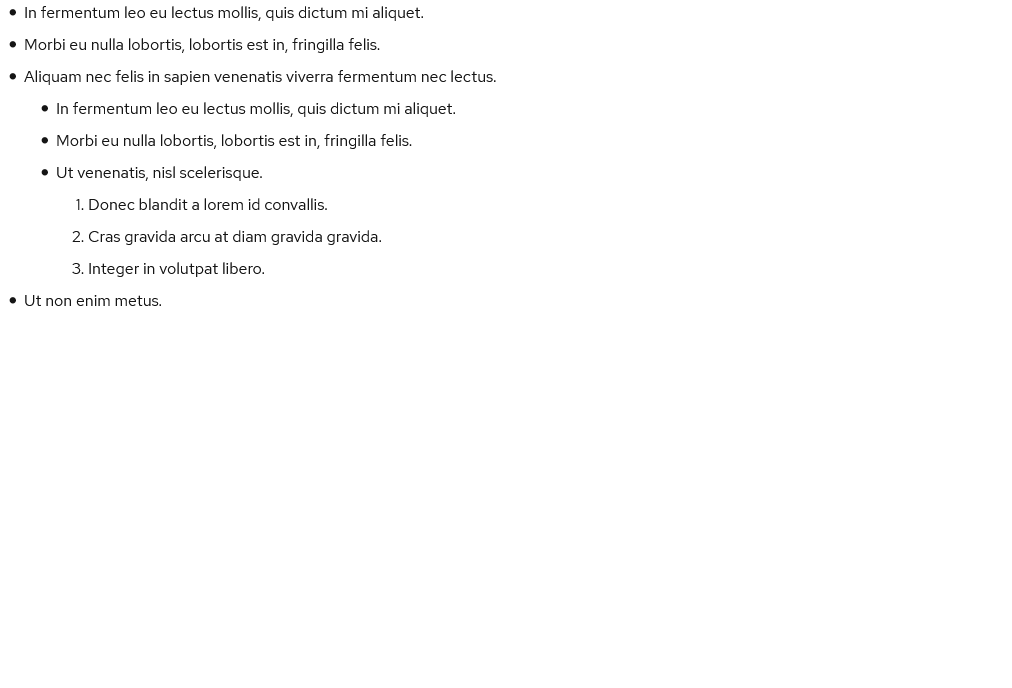 • In fermentum leo eu lectus mollis, quis dictum mi aliquet.
• Morbi eu nulla lobortis, lobortis est in, fringilla felis.
• Aliquam nec felis in sapien venenatis viverra fermentum nec lectus.
• In fermentum leo eu lectus mollis, quis dictum mi aliquet.
• Morbi eu nulla lobortis, lobortis est in, fringilla felis.
• Ut venenatis, nisl scelerisque.
1. Donec blandit a lorem id convallis.
2. Cras gravida arcu at diam gravida gravida.
3. Integer in volutpat libero.
• Ut non enim metus.